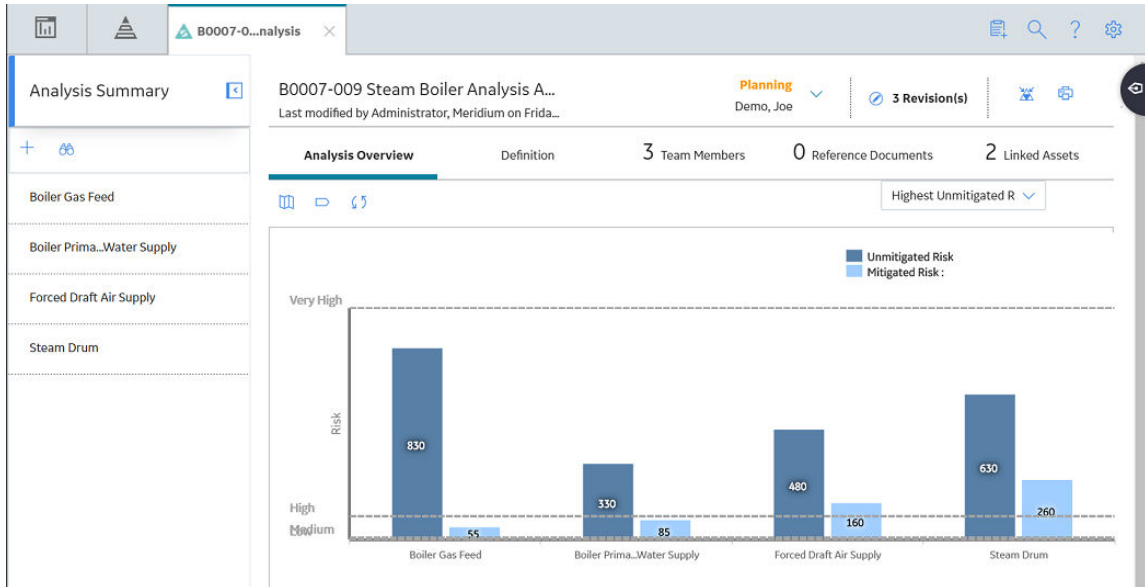 B0007-0...nalysis
Analysis Summary
B0007-009 Steam Boiler Analysis A...
Last modified by Administrator, Meridium on Frida...
Planning
Demo, Joe
3 Revision(s)
Analysis Overview
Definition
3 Team Members
0 Reference Documents
2 Linked Assets
Boiler Gas Feed
Boiler Prima...Water Supply
Forced Draft Air Supply
Steam Drum
Highest Unmitigated R
Unmitigated Risk
Mitigated Risk :
Very High
Risk
High
Medium
Low
830
55
330
85
480
160
630
260
Boiler Gas Feed
Boiler Prima...Water Supply
Forced Draft Air Supply
Steam Drum